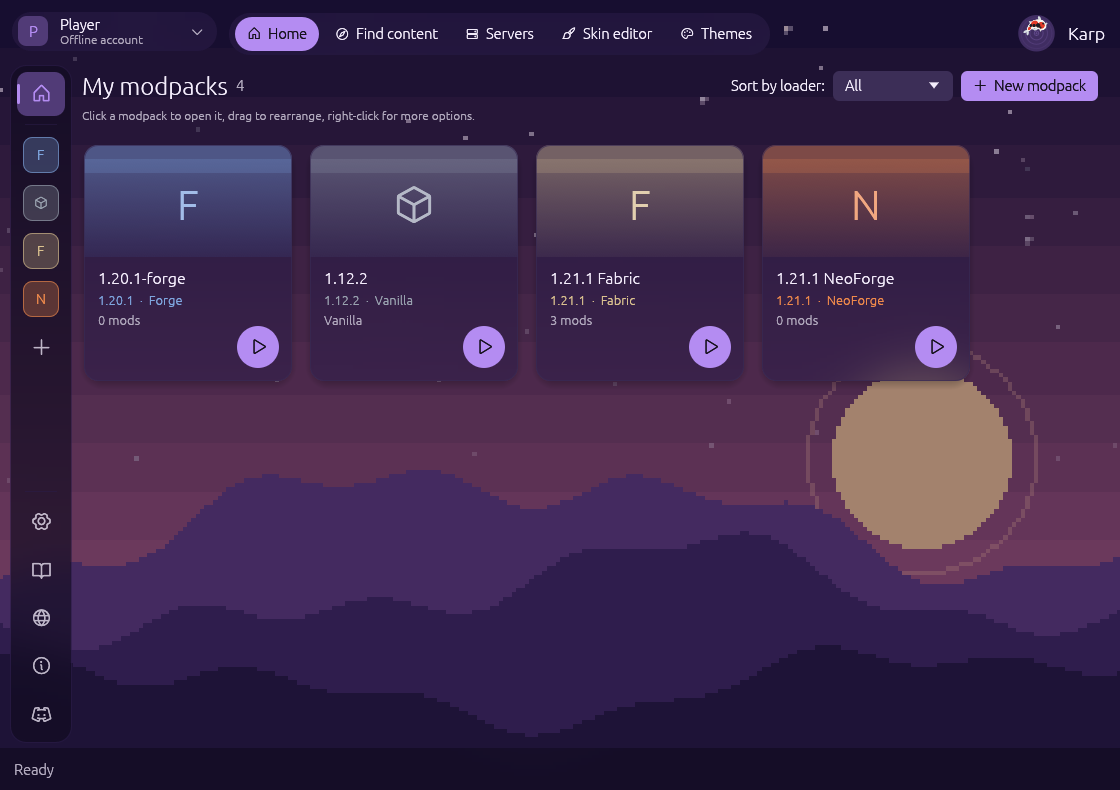 P
Player
Offline account
Home
Find content
Servers
Skin editor
Themes
Karp
My modpacks 4
Sort by loader:
All
New modpack
Click a modpack to open it, drag to rearrange, right-click for more options.
F
F
N
F
1.20.1-forge
1.20.1 · Forge
0 mods
1.12.2
1.12.2 · Vanilla
Vanilla
F
1.21.1 Fabric
1.21.1 · Fabric
3 mods
N
1.21.1 NeoForge
1.21.1 · NeoForge
0 mods
Ready